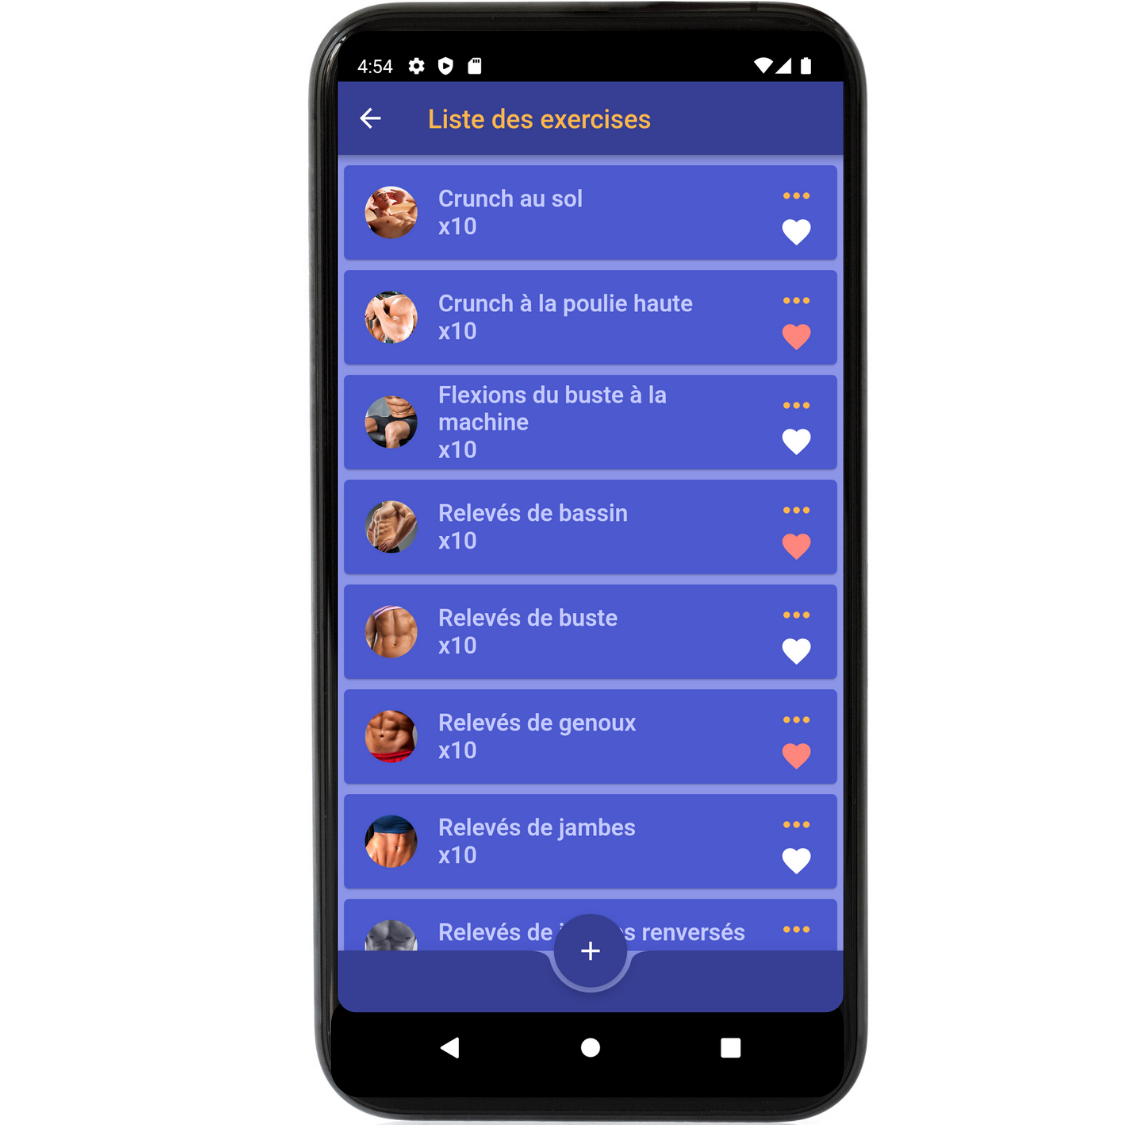 4:54
Liste des exercises
Crunch au sol
x10
Crunch à la poulie haute
x10
Flexions du buste à la
machine
x10
Relevés de bassin
x10
Relevés de buste
x10
Relevés de genoux
x10
Relevés de jambes
x10
Relevés de renversés